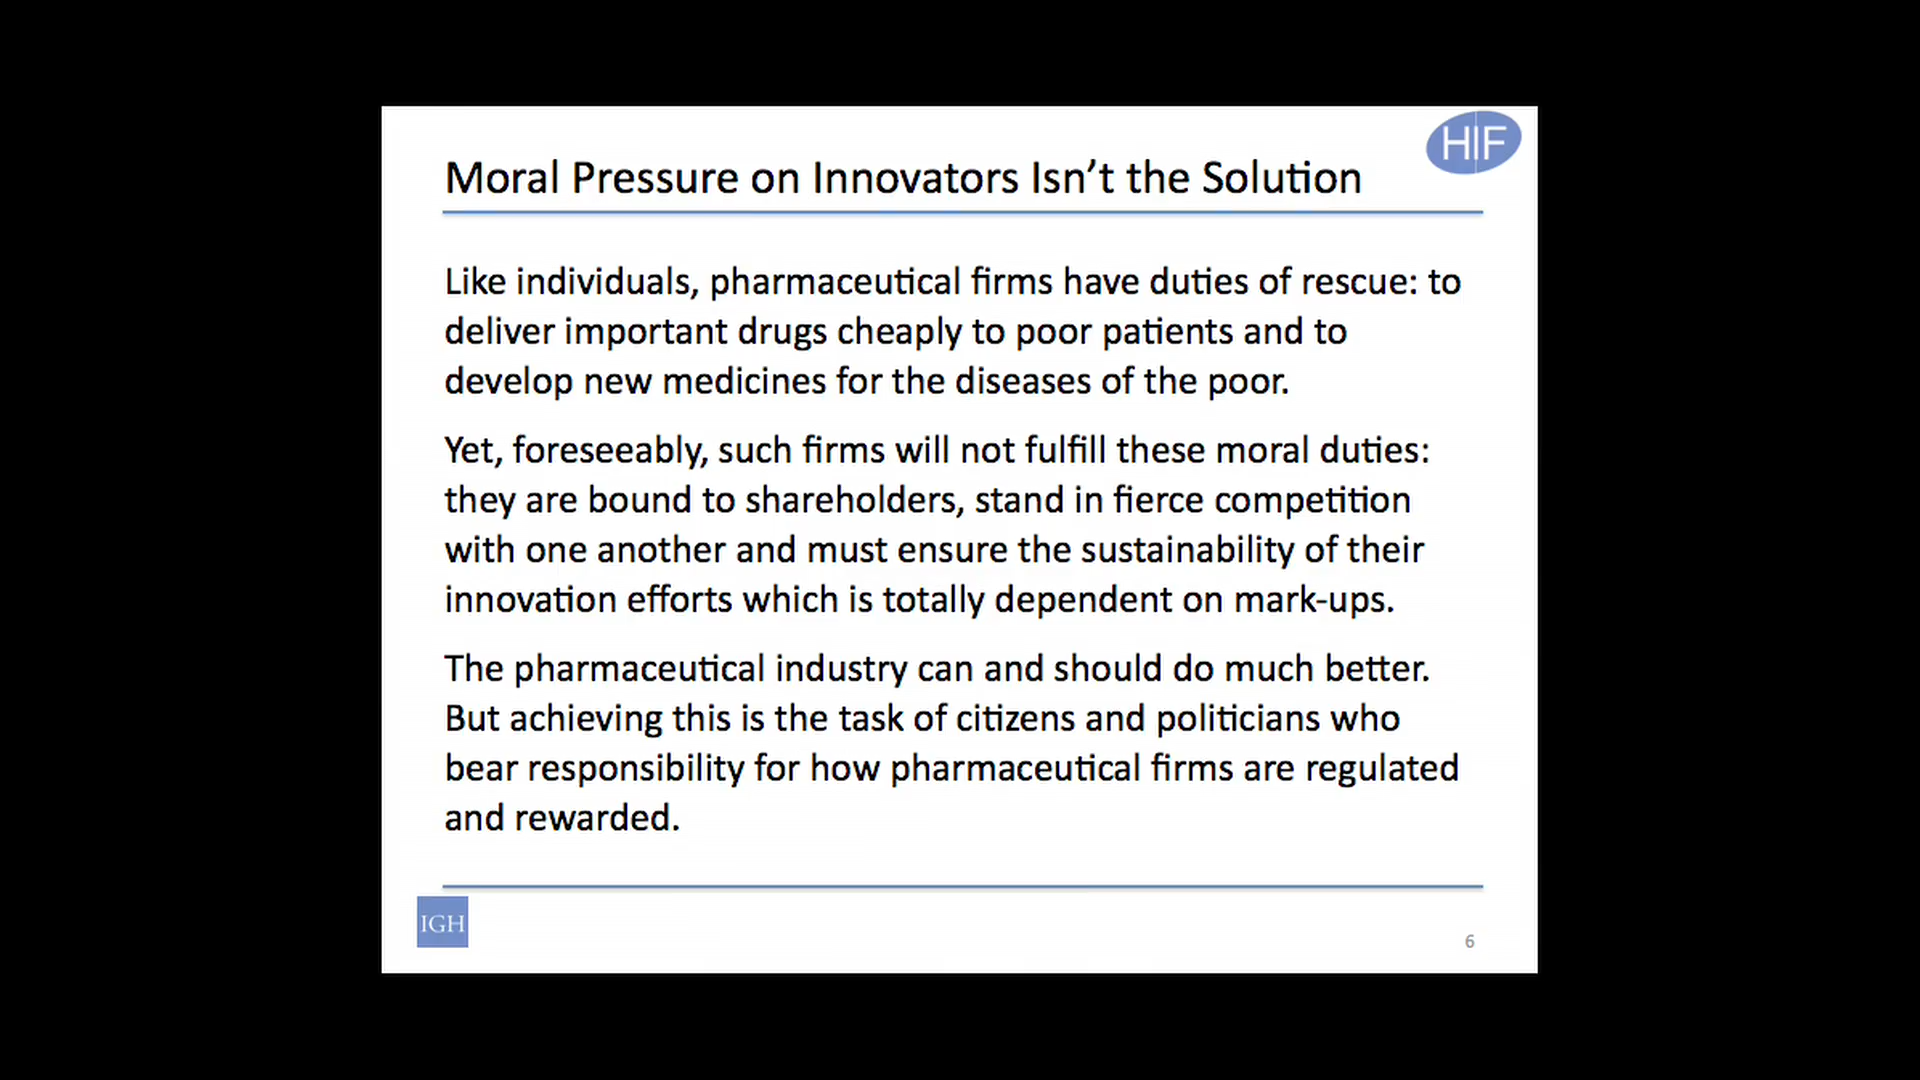 HIF
Moral Pressure on Innovators Isn’t the Solution
Like individuals, pharmaceutical firms have duties of rescue: to
deliver important drugs cheaply to poor patients and to
develop new medicines for the diseases of the poor.
Yet, foreseeably, such firms will not fulfill these moral duties:
they are bound to shareholders, stand in fierce competition
with one another and must ensure the sustainability of their
innovation efforts which is totally dependent on mark-ups.
The pharmaceutical industry can and should do much better.
But achieving this is the task of citizens and politicians who
bear responsibility for how pharmaceutical firms are regulated
and rewarded.
IGH
6